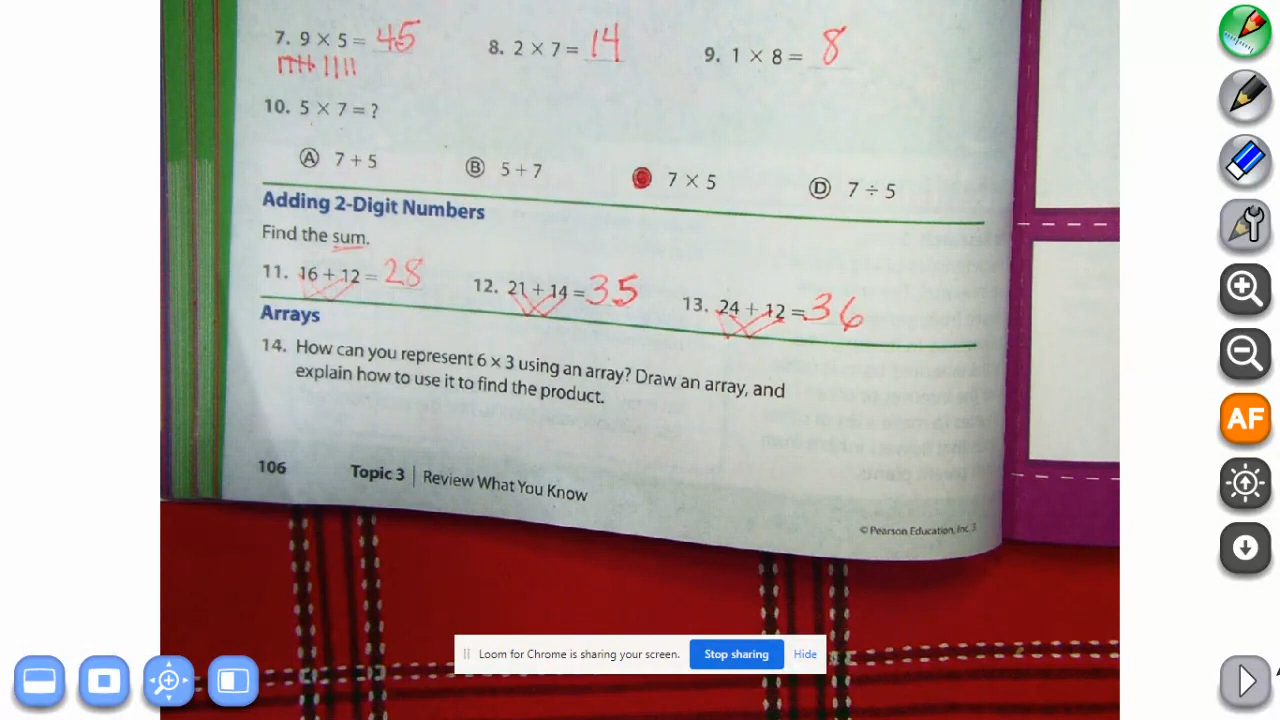 7. 9 × 5 = 45
8. 2 × 7 = 14
9. 1 × 8 = 8
10. 5 × 7 = ?
A 7 + 5
B 5 + 7
C 7 × 5
D 7 ÷ 5
Adding 2-Digit Numbers
Find the sum.
11. 16 + 12 = 28
12. 21 + 14 = 35
13. 24 + 12 = 36
Arrays
14. How can you represent 6 × 3 using an array? Draw an array, and
explain how to use it to find the product.
106 Topic 3 | Review What You Know
© Pearson Education, Inc. 3
Loom for Chrome is sharing your screen. Stop sharing Hide
AF